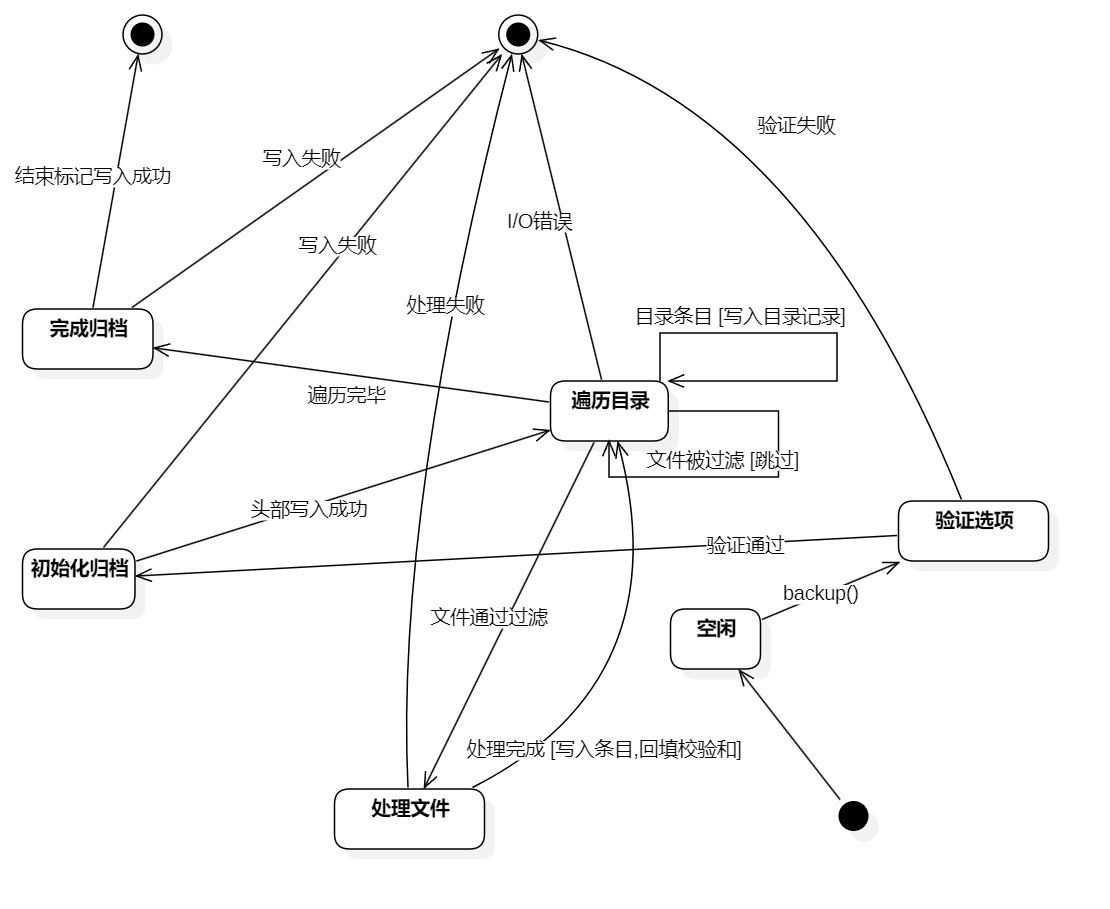 验证失败
写入失败
结束标记写入成功
I/O错误
写入失败
处理失败
目录条目 [写入目录记录]
完成归档
遍历完毕
遍历目录
文件被过滤 [跳过]
头部写入成功
验证选项
验证通过
初始化归档
backup()
文件通过过滤
空闲
处理完成 [写入条目,回填校验和]
处理文件